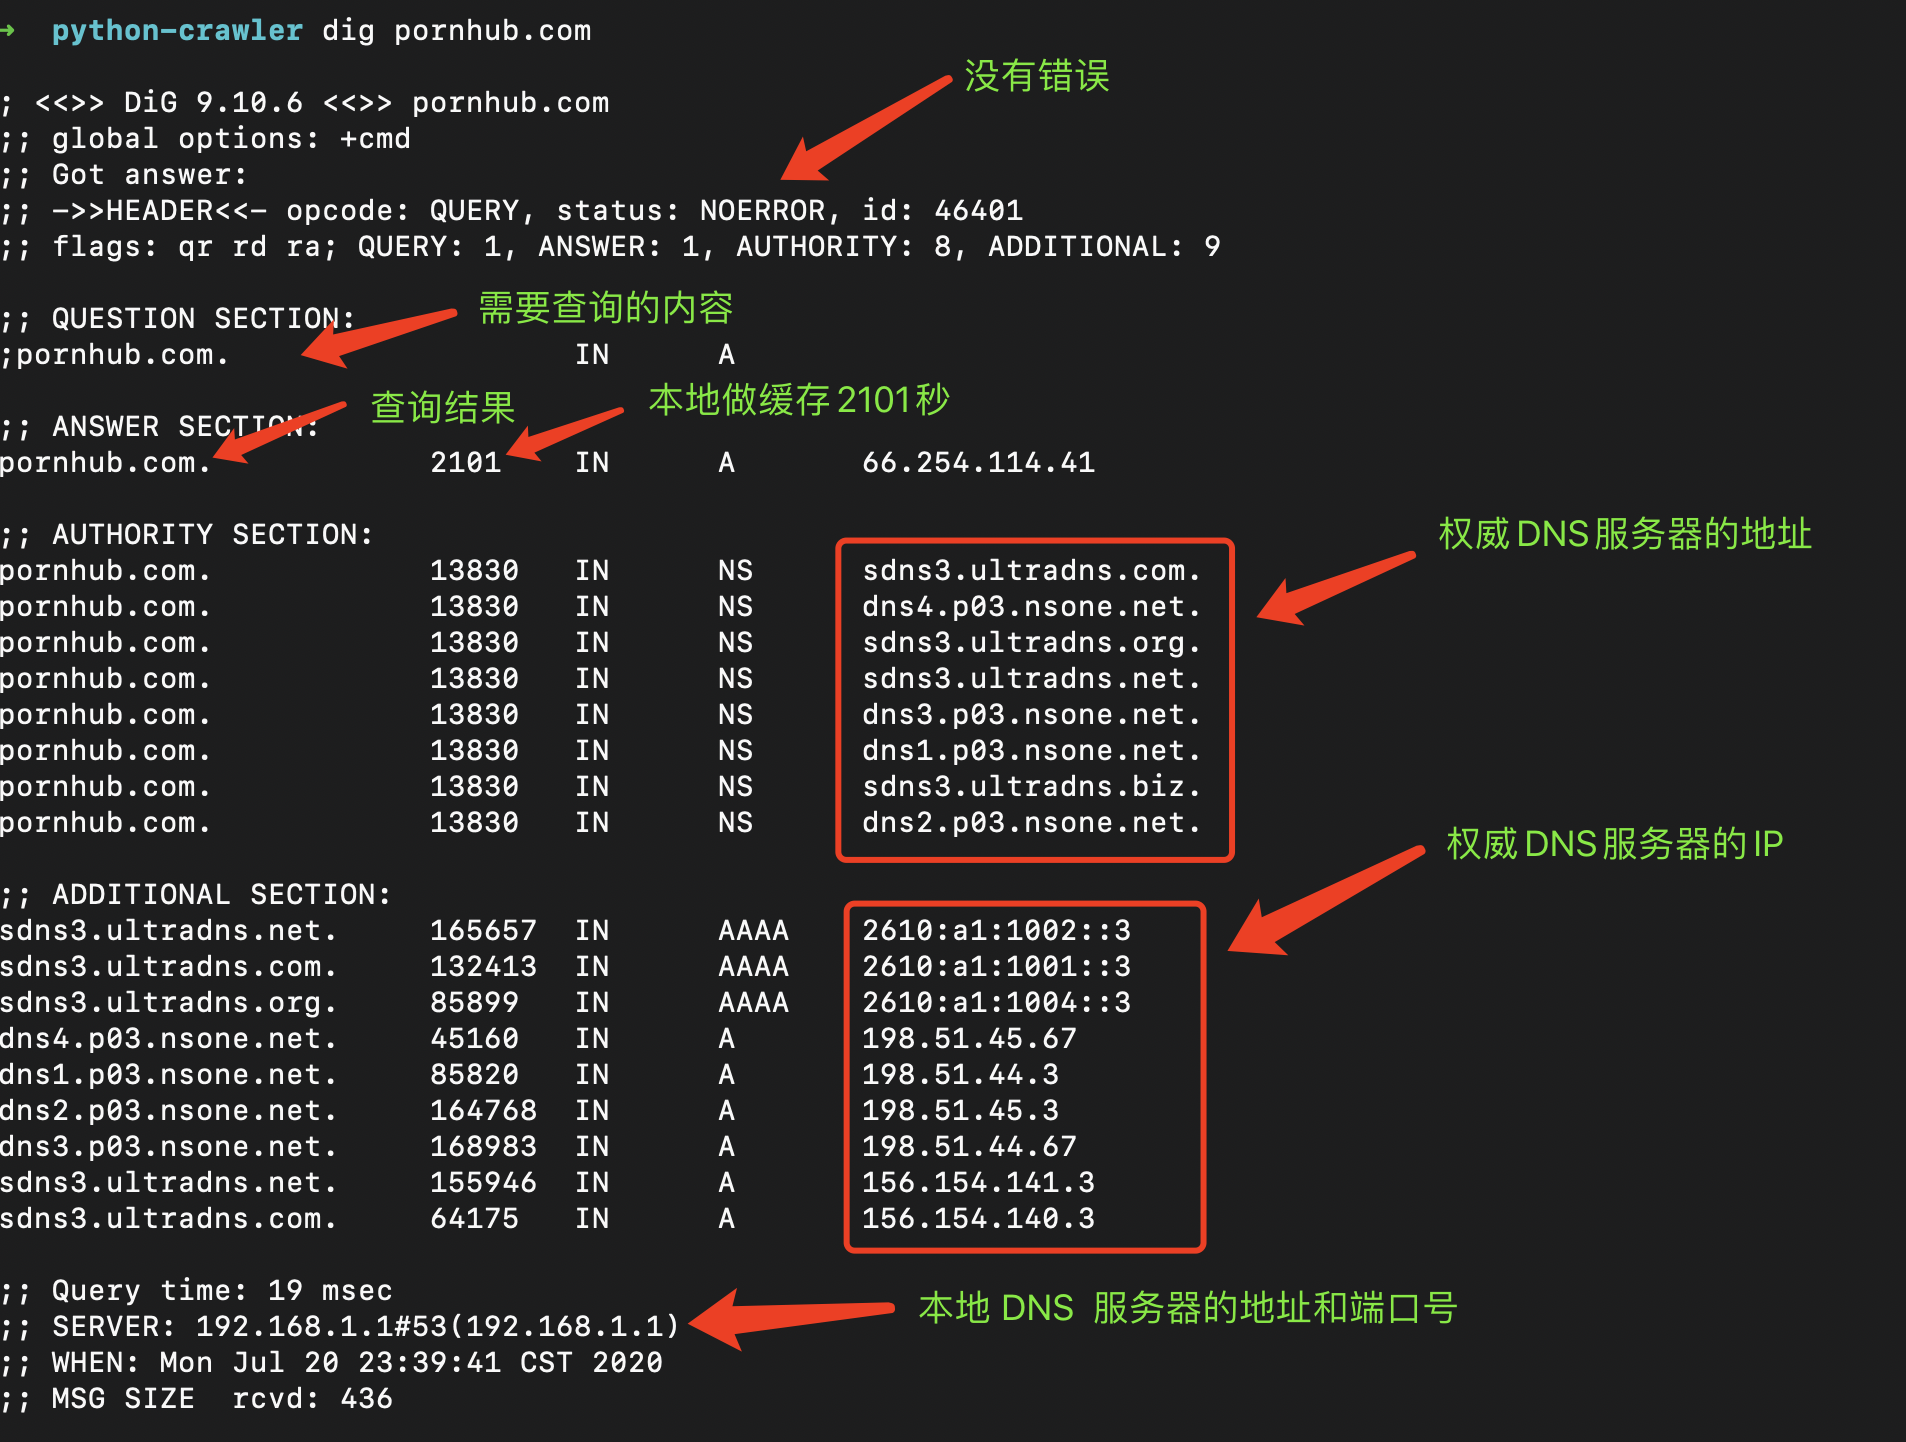 → python-crawler dig pornhub.com
没有错误
; <<>> DiG 9.10.6 <<>> pornhub.com
;; global options: +cmd
;; Got answer:
;; ->>HEADER<<- opcode: QUERY, status: NOERROR, id: 46401
;; flags: qr rd ra; QUERY: 1, ANSWER: 1, AUTHORITY: 8, ADDITIONAL: 9
需要查询的内容
;; QUESTION SECTION:
;pornhub.com. IN A
查询结果
本地做缓存2101秒
;; ANSWER SECTION:
pornhub.com. 2101 IN A 66.254.114.41
;; AUTHORITY SECTION:
权威DNS服务器的地址
pornhub.com. 13830 IN NS sdns3.ultradns.com.
pornhub.com. 13830 IN NS dns4.p03.nsone.net.
pornhub.com. 13830 IN NS sdns3.ultradns.org.
pornhub.com. 13830 IN NS sdns3.ultradns.net.
pornhub.com. 13830 IN NS dns3.p03.nsone.net.
pornhub.com. 13830 IN NS dns1.p03.nsone.net.
pornhub.com. 13830 IN NS sdns3.ultradns.biz.
pornhub.com. 13830 IN NS dns2.p03.nsone.net.
权威DNS服务器的IP
;; ADDITIONAL SECTION:
sdns3.ultradns.net. 165657 IN AAAA 2610:a1:1002::3
sdns3.ultradns.com. 132413 IN AAAA 2610:a1:1001::3
sdns3.ultradns.org. 85899 IN AAAA 2610:a1:1004::3
dns4.p03.nsone.net. 45160 IN A 198.51.45.67
dns1.p03.nsone.net. 85820 IN A 198.51.44.3
dns2.p03.nsone.net. 164768 IN A 198.51.45.3
dns3.p03.nsone.net. 168983 IN A 198.51.44.67
sdns3.ultradns.net. 155946 IN A 156.154.141.3
sdns3.ultradns.com. 64175 IN A 156.154.140.3
;; Query time: 19 msec
本地 DNS 服务器的地址和端口号
;; SERVER: 192.168.1.1#53(192.168.1.1)
;; WHEN: Mon Jul 20 23:39:41 CST 2020
;; MSG SIZE rcvd: 436